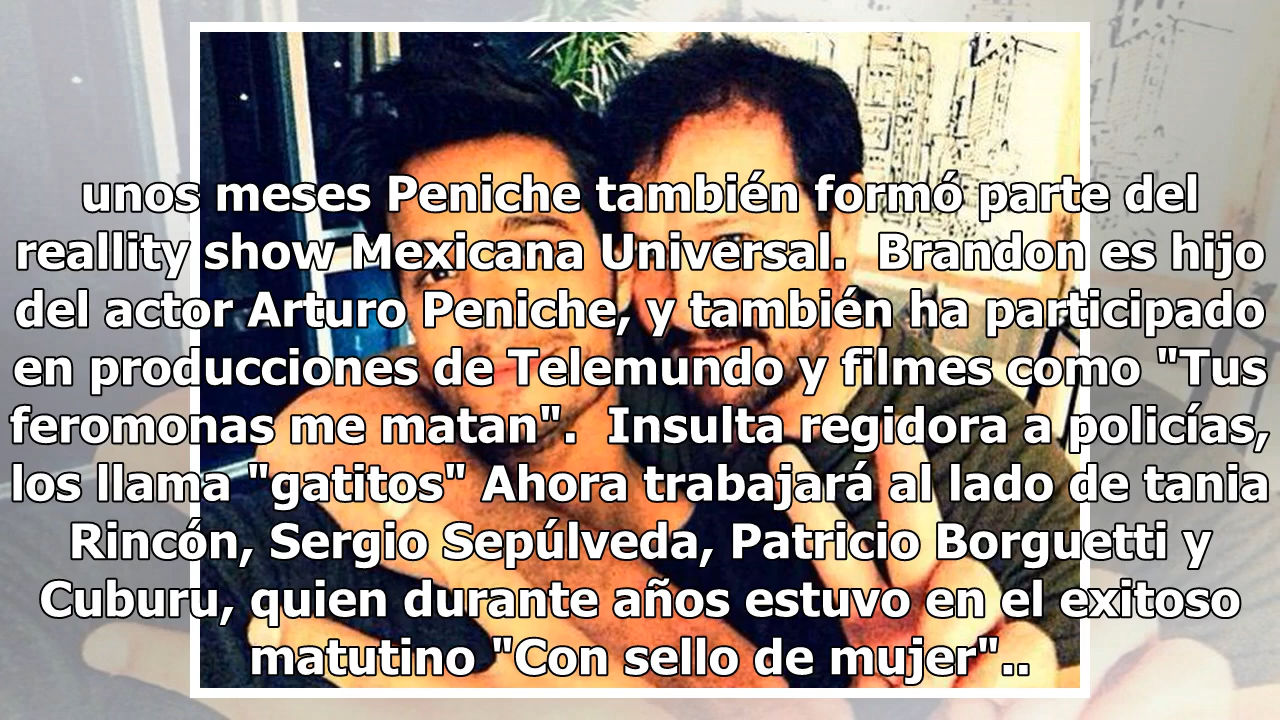 unos meses Peniche también formó parte del
reallity show Mexicana Universal.  Brandon es hijo
del actor Arturo Peniche, y también ha participado
en producciones de Telemundo y filmes como "Tus
feromonas me matan".  Insulta regidora a policías,
los llama "gatitos" Ahora trabajará al lado de tania
Rincón, Sergio Sepúlveda, Patricio Borguetti y
Cuburu, quien durante años estuvo en el exitoso
matutino "Con sello de mujer"..